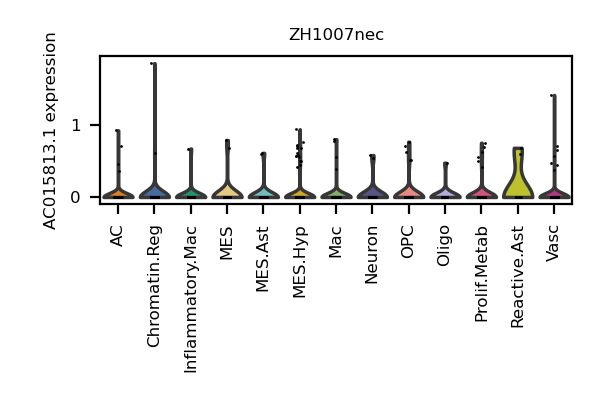 ZH1007nec
AC015813.1 expression
1
0
AC
Chromatin.Reg
Inflammatory.Mac
MES
MES.Ast
MES.Hyp
Mac
Neuron
OPC
Oligo
Prolif.Metab
Reactive.Ast
Vasc